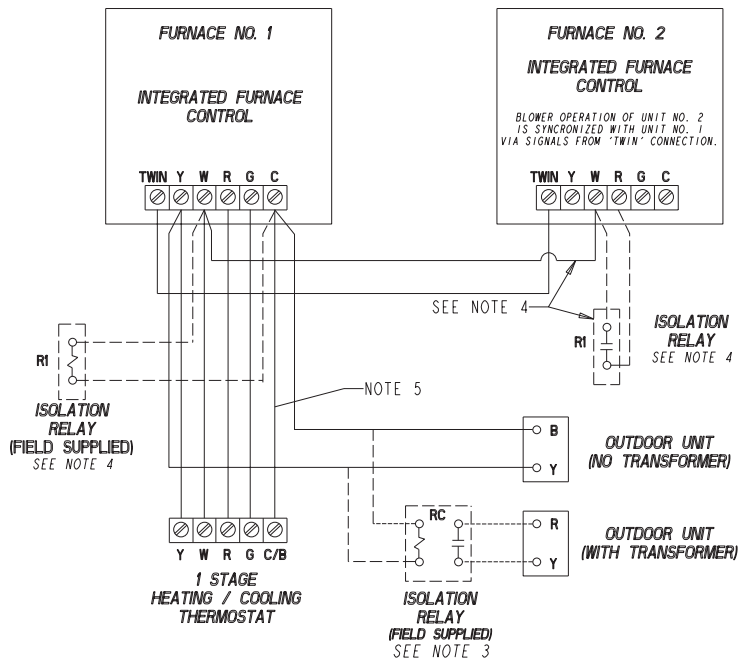 FURNACE NO. 1
INTEGRATED FURNACE
CONTROL
TWIN Y W R G C
FURNACE NO. 2
INTEGRATED FURNACE
CONTROL
BLOWER OPERATION OF UNIT NO. 2
IS SYNCRONIZED WITH UNIT NO. 1
VIA SIGNALS FROM 'TWIN' CONNECTION.
TWIN Y W R G C
SEE NOTE 4
R1
ISOLATION
RELAY
SEE NOTE 4
R1
ISOLATION
RELAY
(FIELD SUPPLIED)
SEE NOTE 4
NOTE 5
B
Y
OUTDOOR UNIT
(NO TRANSFORMER)
RC
R
Y
OUTDOOR UNIT
(WITH TRANSFORMER)
Y W R G C/B
1 STAGE
HEATING / COOLING
THERMOSTAT
ISOLATION
RELAY
(FIELD SUPPLIED)
SEE NOTE 3